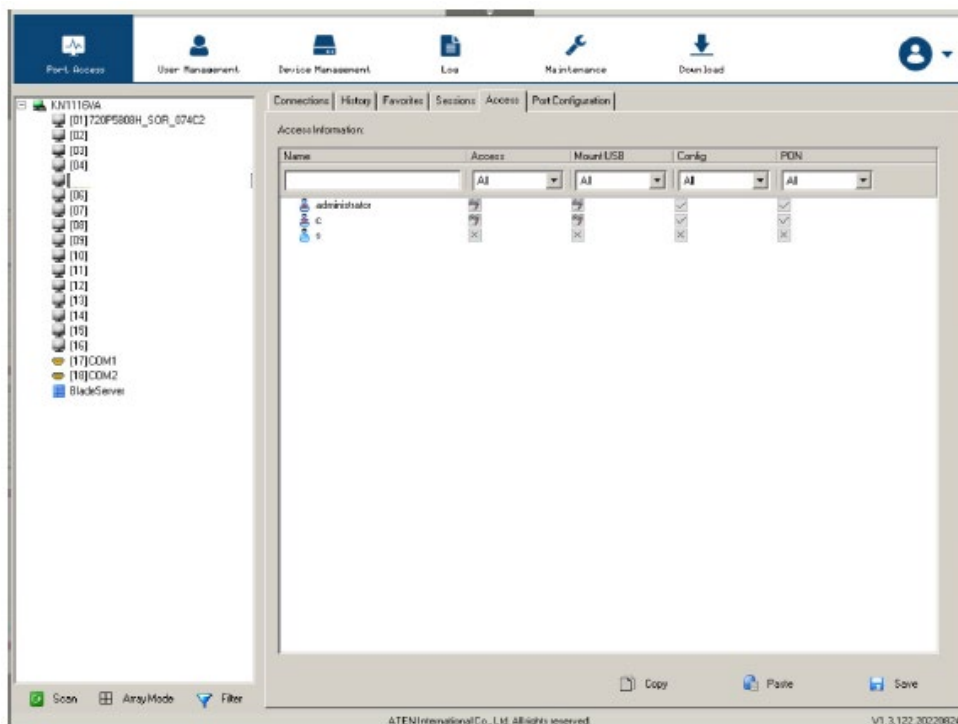 Port Access User Management Device Management Log Maintenance Download
KN1116VA
[01]720P5808H_SOR_074C2
[02]
[03]
[04]
[06]
[07]
[08]
[09]
[10]
[11]
[12]
[13]
[14]
[15]
[16]
[17]COM1
[18]COM2
BladeServer
Scan Array Mode Filter
Connections History Favorites Sessions Access Port Configuration
Access Information:
Name Access Mount USB Config PON
All All All All
administrator
c
s
Copy Paste Save
ATEN International Co., Ltd. All rights reserved.